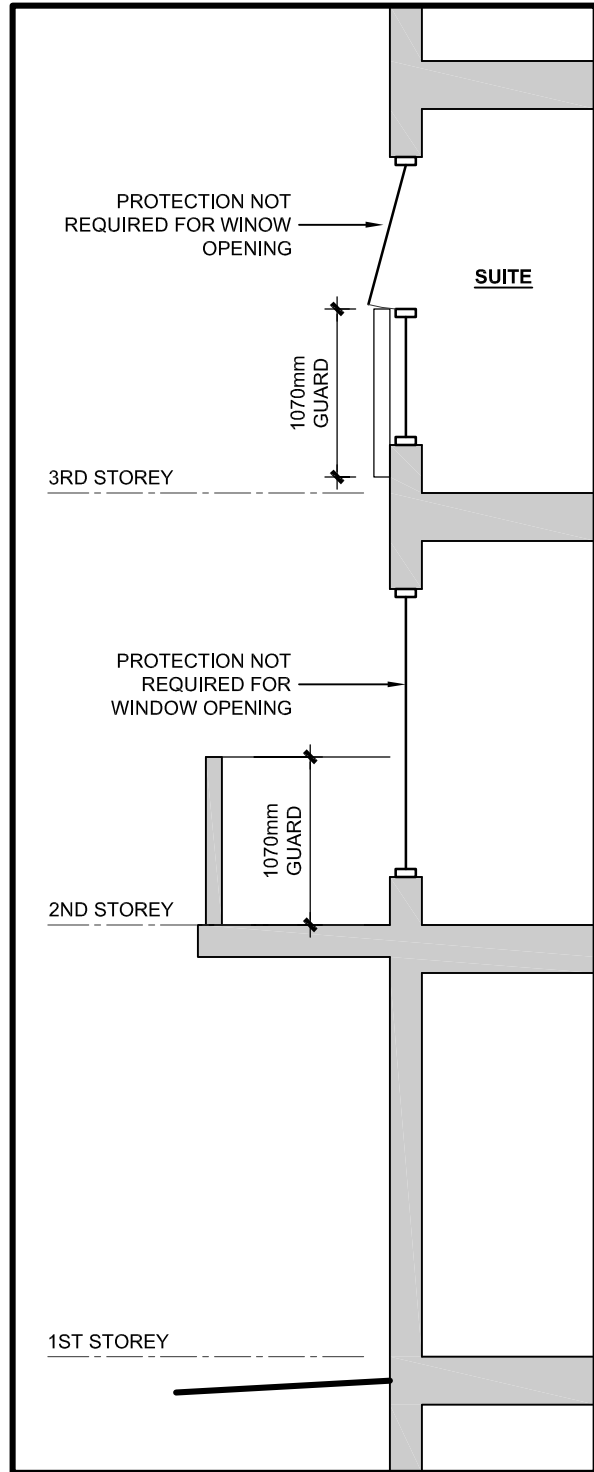 PROTECTION NOT
REQUIRED FOR WINOW
OPENING
SUITE
1070mm
GUARD
3RD STOREY
PROTECTION NOT
REQUIRED FOR
WINDOW OPENING
1070mm
GUARD
2ND STOREY
1ST STOREY